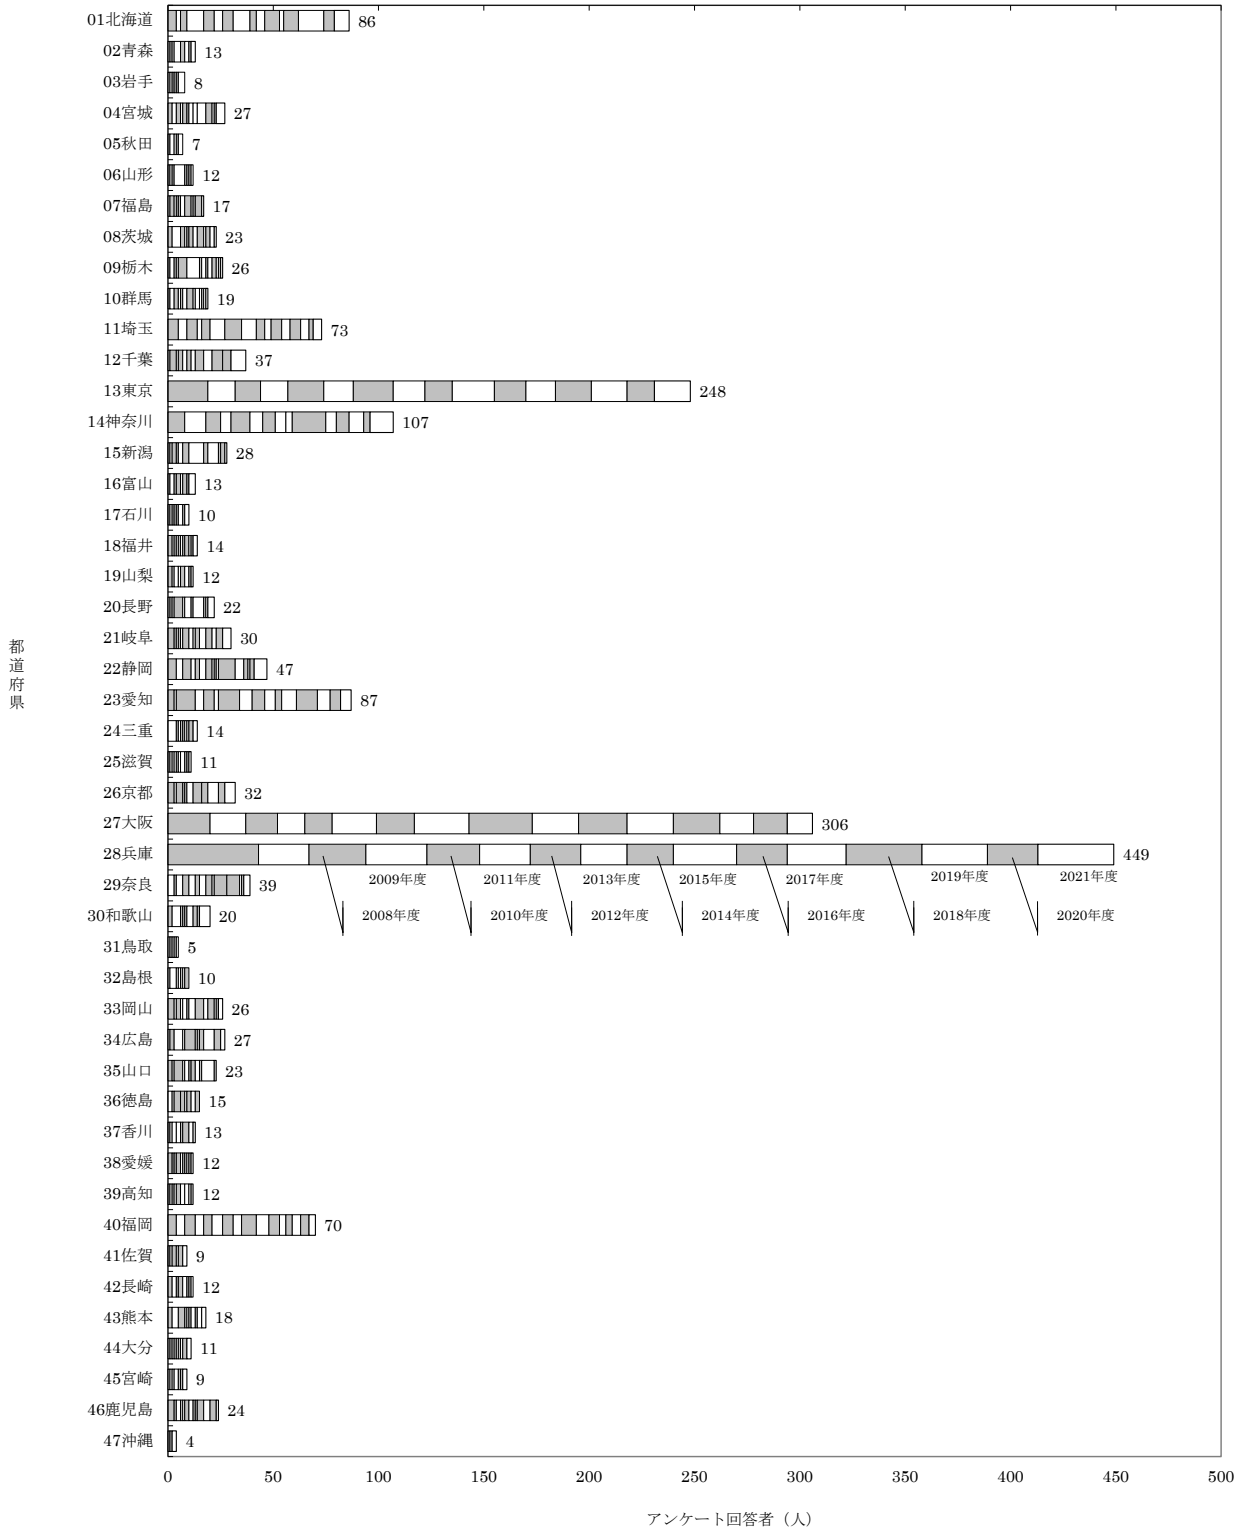 01北海道 86
02青森 13
03岩手 8
04宮城 27
05秋田 7
06山形 12
07福島 17
08茨城 23
09栃木 26
10群馬 19
11埼玉 73
12千葉 37
13東京 248
14神奈川 107
15新潟 28
16富山 13
17石川 10
18福井 14
19山梨 12
20長野 22
都道府県
21岐阜 30
22静岡 47
23愛知 87
24三重 14
25滋賀 11
26京都 32
27大阪 306
28兵庫 449
2009年度 2011年度 2013年度 2015年度 2017年度 2019年度 2021年度
29奈良 39
2008年度 2010年度 2012年度 2014年度 2016年度 2018年度 2020年度
30和歌山 20
31鳥取 5
32島根 10
33岡山 26
34広島 27
35山口 23
36徳島 15
37香川 13
38愛媛 12
39高知 12
40福岡 70
41佐賀 9
42長崎 12
43熊本 18
44大分 11
45宮崎 9
46鹿児島 24
47沖縄 4
0 50 100 150 200 250 300 350 400 450 500
アンケート回答者（人）